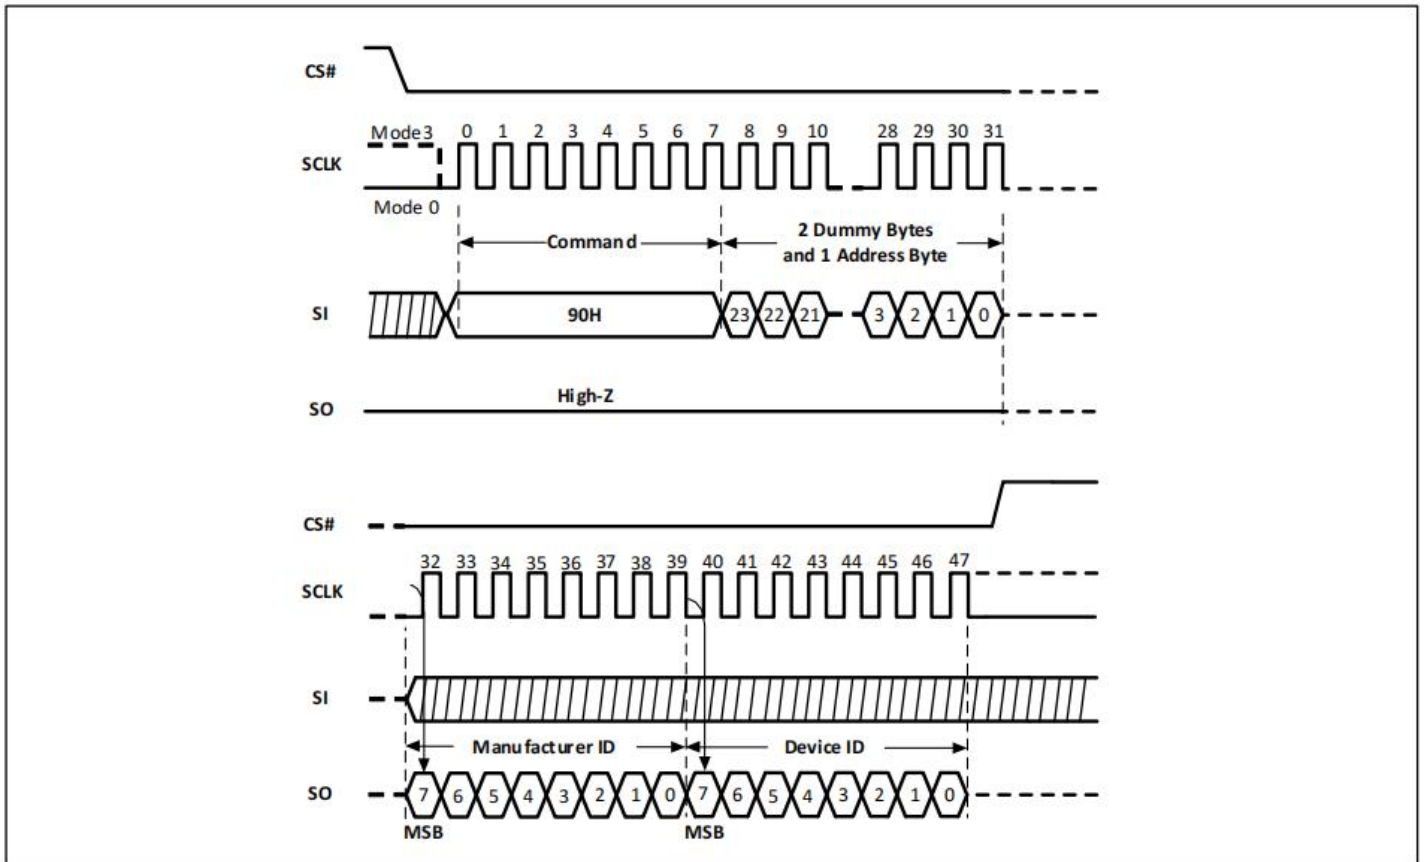 CS#
Mode3 0 1 2 3 4 5 6 7 8 9 10 28 29 30 31
SCLK
Mode 0
Command
2 Dummy Bytes
and 1 Address Byte
SI 90H 23 22 21 3 2 1 0
High-Z
SO
CS#
32 33 34 35 36 37 38 39 40 41 42 43 44 45 46 47
SCLK
SI
Manufacturer ID Device ID
SO 7 6 5 4 3 2 1 0 7 6 5 4 3 2 1 0
MSB MSB